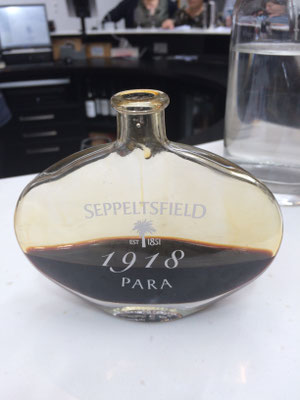 SEPPELTSFIELD
EST 1851
1918
PARA